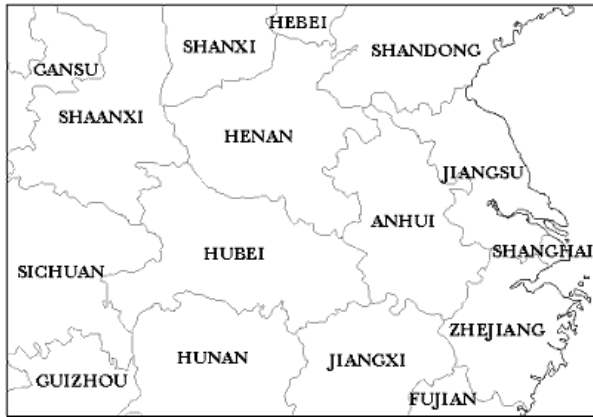 HEBEI
SHANXI
SHANDONG
GANSU
SHAANXI
HENAN
JIANGSU
ANHUI
HUBEI
SHANGHAI
SICHUAN
ZHEJIANG
HUNAN
JIANGXI
GUIZHOU
FUJIAN